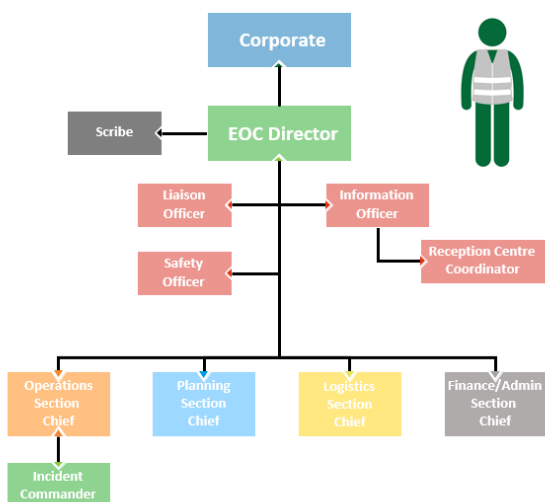 Corporate
Scribe
EOC Director
Liaison
Officer
Information
Officer
Safety
Officer
Reception Centre
Coordinator
Operations
Section
Chief
Planning
Section
Chief
Logistics
Section
Chief
Finance/Admin
Section
Chief
Incident
Commander